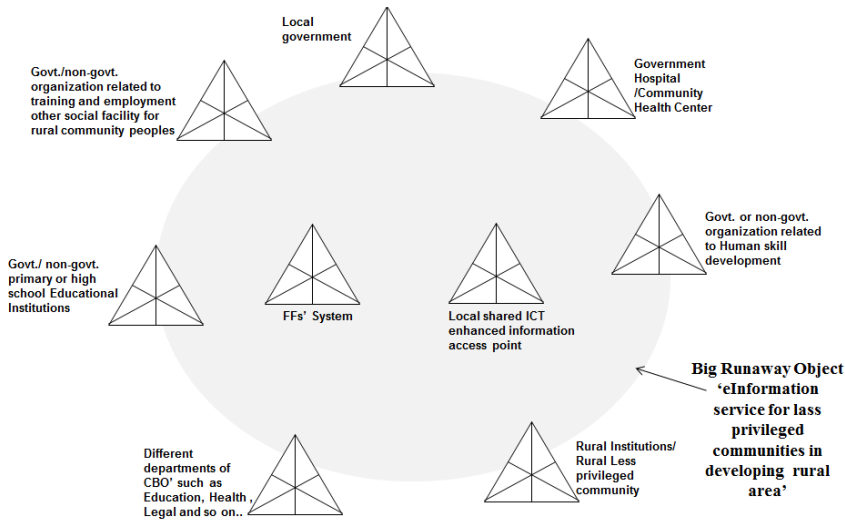 Local
government
Govt./non-govt.
organization related to
training and employment
other social facility for
rural community peoples
Government
Hospital
/Community
Health Center
Govt. or non-govt.
organization related
to Human skill
development
Govt./ non-govt.
primary or high
school Educational
Institutions
FFs' System
Local shared ICT
enhanced information
access point
Big Runaway Object
‘eInformation
service for lass
privileged
communities in
developing rural
area’
Different
departments of
CBO' such as
Education, Health ,
Legal and so on..
Rural Institutions/
Rural Less
privileged
community